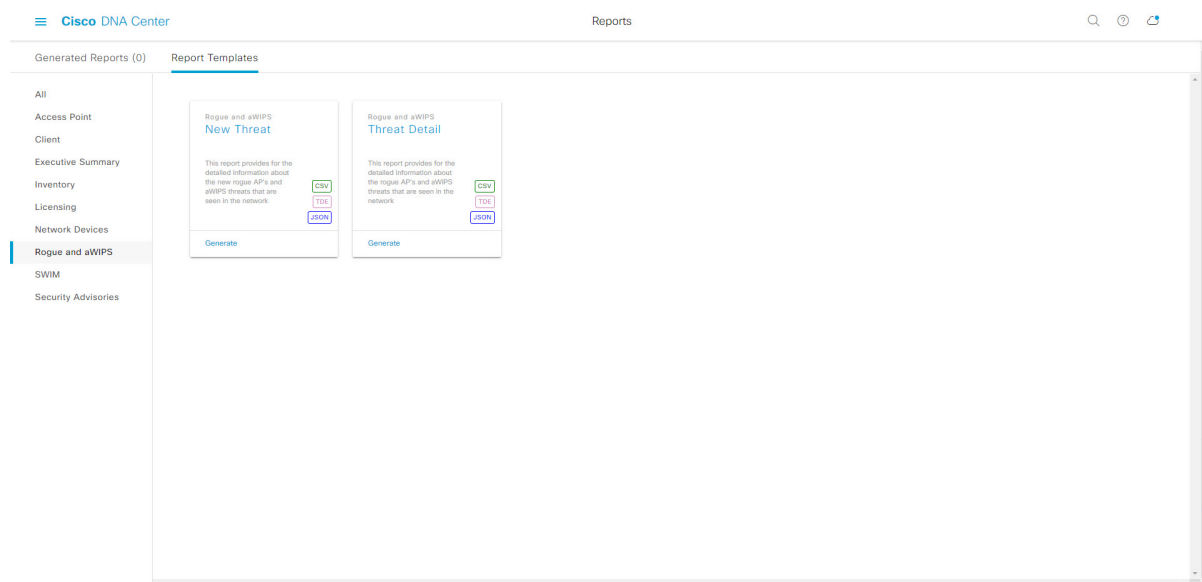 Cisco DNA Center
Reports
Generated Reports (0)
Report Templates
All
Access Point
Client
Executive Summary
Inventory
Licensing
Network Devices
Rogue and aWIPS
SWIM
Security Advisories
Rogue and aWIPS
New Threat
This report provides for the
detailed information about
the new rogue AP's and
aWIPS threats that are
seen in the network
CSV
TDE
JSON
Generate
Rogue and aWIPS
Threat Detail
This report provides for the
detailed information about
the rogue AP's and aWIPS
threats that are seen in the
network
CSV
TDE
JSON
Generate